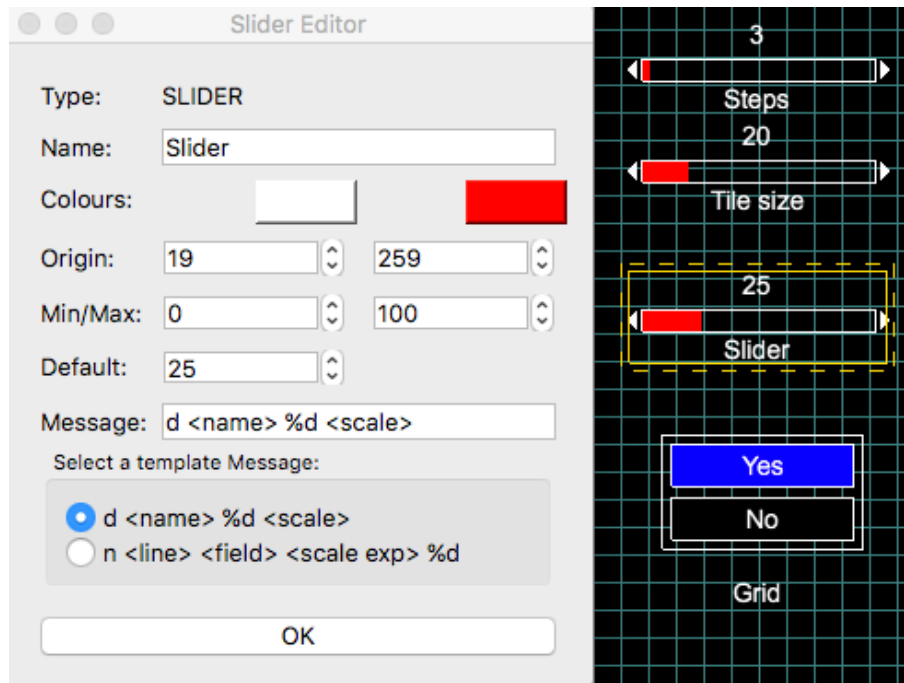 Slider Editor
Type: SLIDER
Name: Slider
Colours:
Origin: 19 259
Min/Max: 0 100
Default: 25
Message: d <name> %d <scale>
Select a template Message:
d <name> %d <scale>
n <line> <field> <scale exp> %d
OK
3
Steps
20
Tile size
25
Slider
Yes
No
Grid